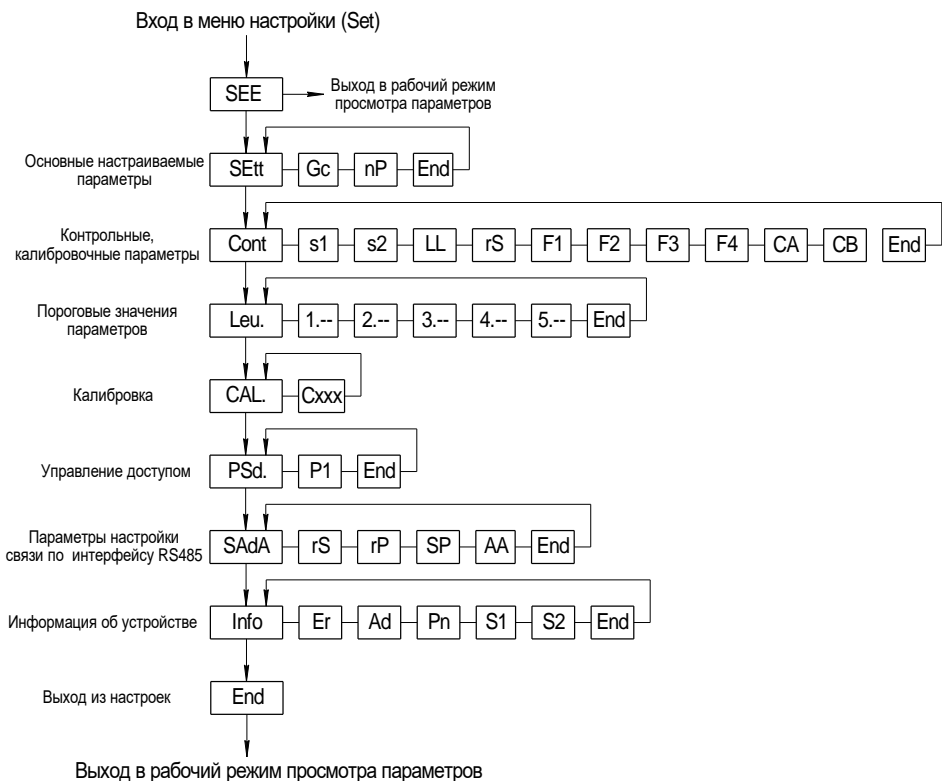 Вход в меню настройки (Set)
SEE
Выход в рабочий режим
просмотра параметров
Основные настраиваемые
параметры
SEtt Gc nP End
Контрольные,
калибровочные параметры
Cont s1 s2 LL rS F1 F2 F3 F4 CA CB End
Пороговые значения
параметров
Leu. 1.-- 2.-- 3.-- 4.-- 5.-- End
Калибровка
CAL. Cxxx
Управление доступом
PSd. P1 End
Параметры настройки
связи по интерфейсу RS485
SAdA rS rP SP AA End
Информация об устройстве
Info Er Ad Pn S1 S2 End
Выход из настроек
End
Выход в рабочий режим просмотра параметров